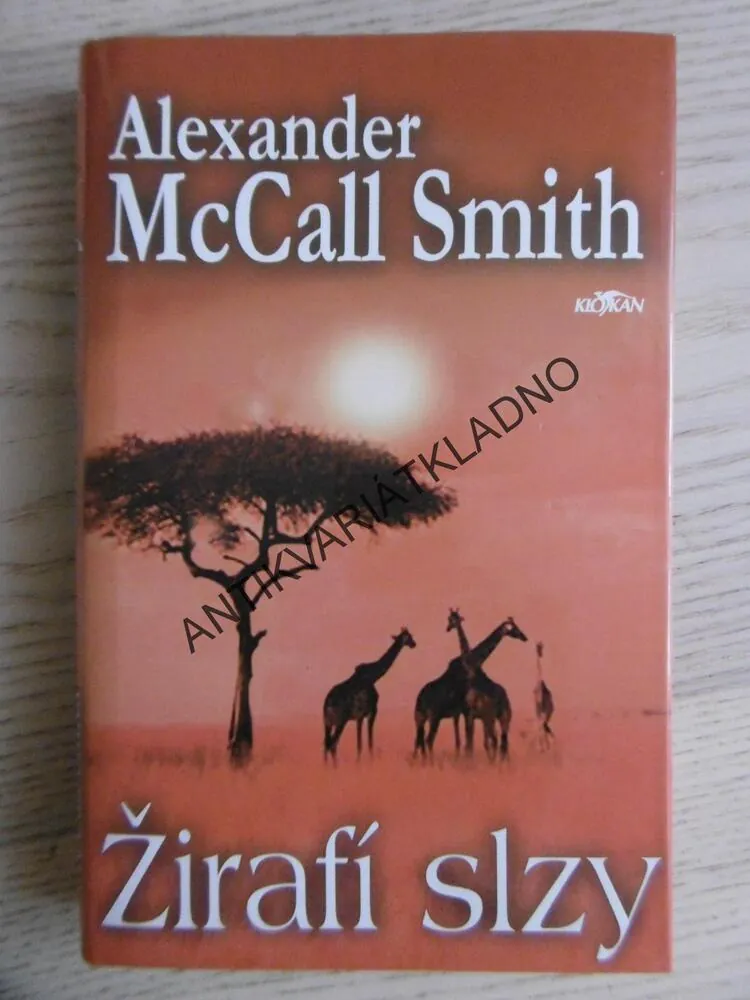 Alexander
McCall Smith
KLOKAN
ANTIKVARIÁTKLADNO
Žirafí slzy